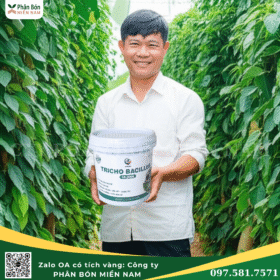 Phân Bón
MIỀN NAM
TRICHO BACILLUS
Zalo OA có tích vàng: Công ty
PHÂN BÓN MIỀN NAM
097.581.7571